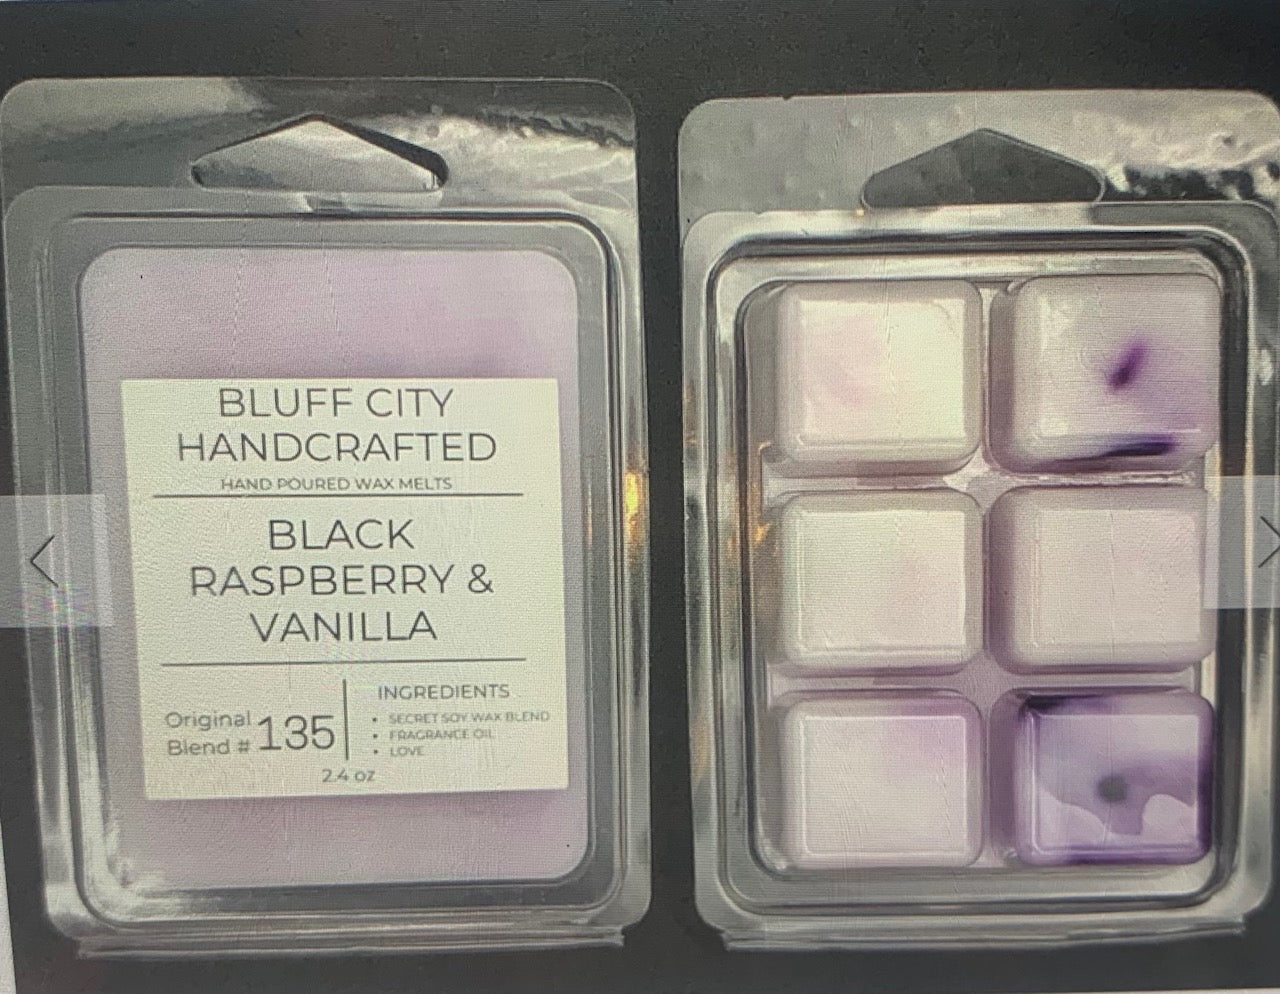 BLUFF CITY
HANDCRAFTED
HAND POURED WAX MELTS
BLACK
RASPBERRY &
VANILLA
Original
Blend # 135
INGREDIENTS
• SECRET SOY WAX BLEND
• FRAGRANCE OIL
• LOVE
2.4 oz